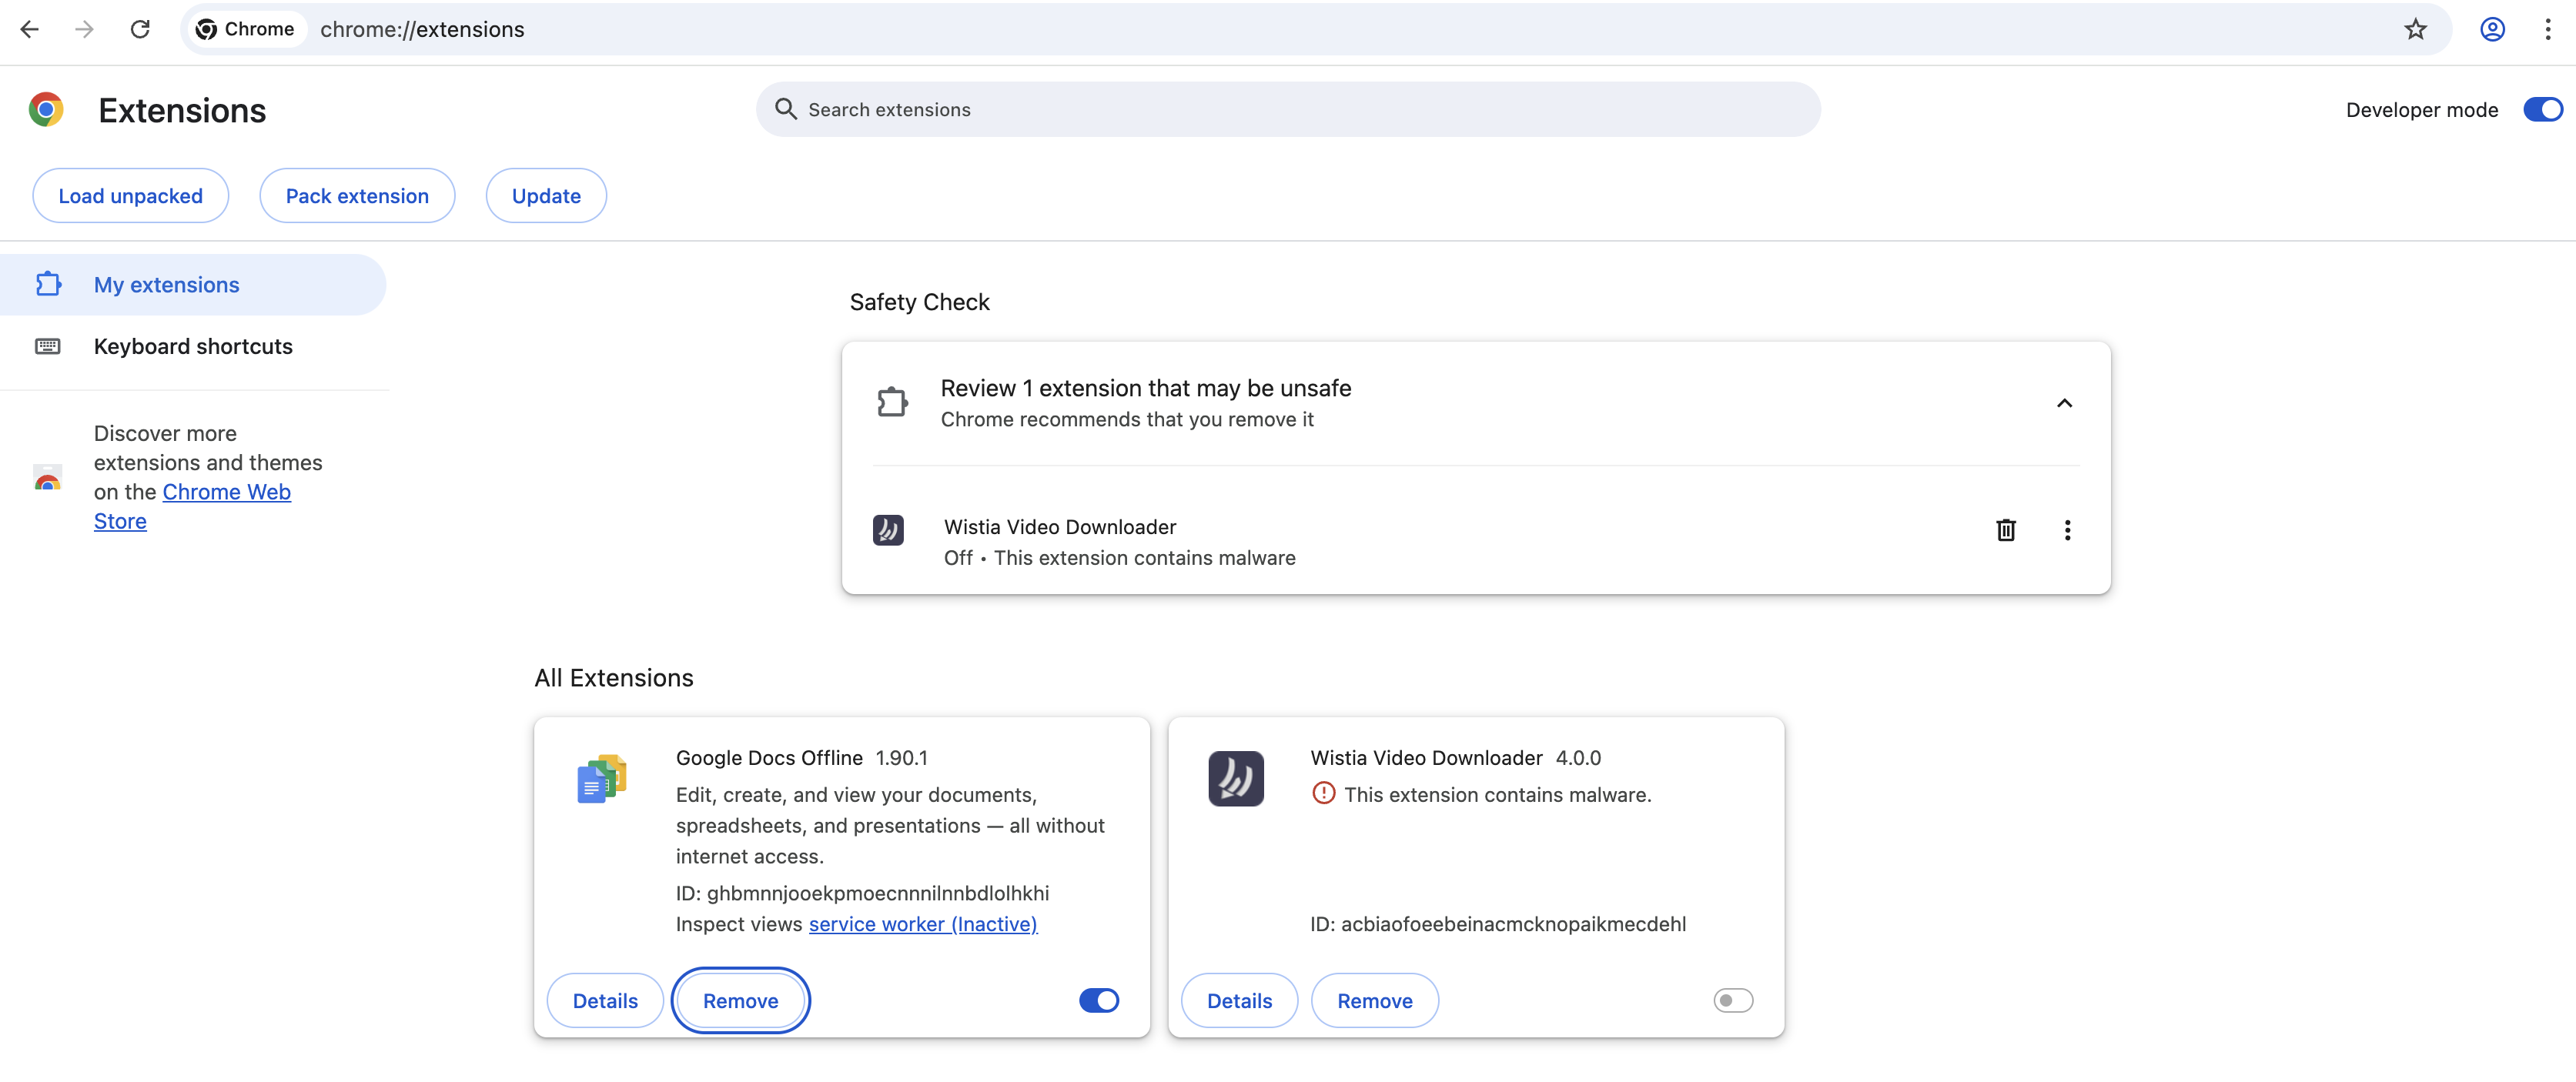 Chrome chrome://extensions
Extensions
Search extensions
Developer mode
Load unpacked
Pack extension
Update
My extensions
Keyboard shortcuts
Discover more
extensions and themes
on the Chrome Web
Store
Safety Check
Review 1 extension that may be unsafe
Chrome recommends that you remove it
Wistia Video Downloader
Off • This extension contains malware
All Extensions
Google Docs Offline 1.90.1
Edit, create, and view your documents,
spreadsheets, and presentations — all without
internet access.
ID: ghbmnnjooekpmoecnnnilnnbdlolhkhi
Inspect views service worker (Inactive)
Details
Remove
Wistia Video Downloader 4.0.0
This extension contains malware.
ID: acbiaofoeebeinacmcknopaikmecdehl
Details
Remove